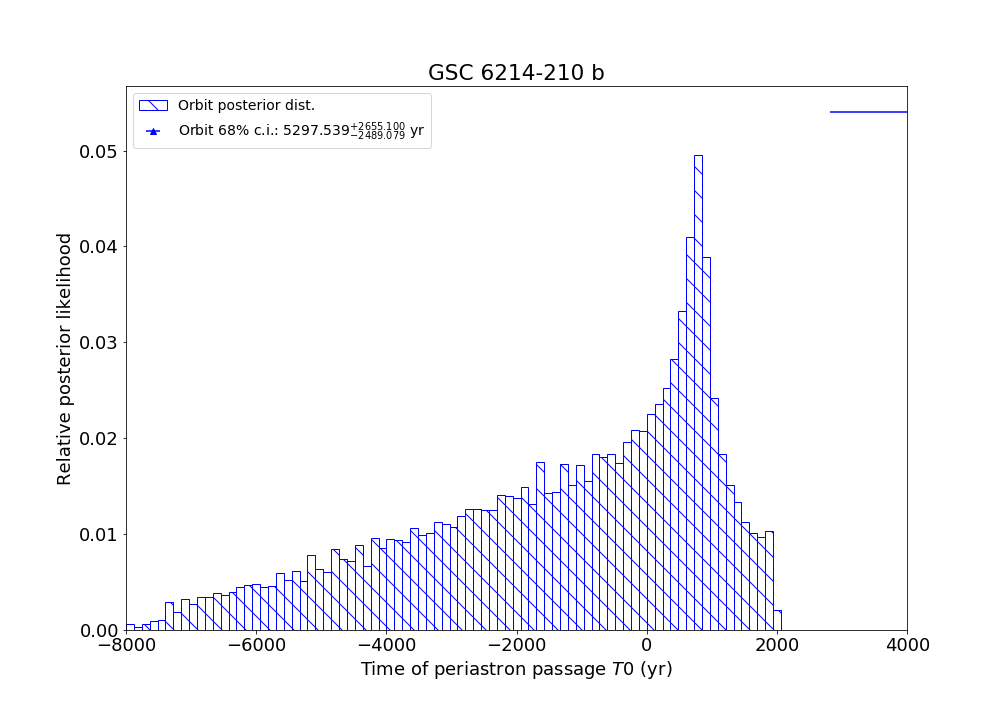 GSC 6214-210 b
Orbit posterior dist.
Orbit 68% c.i.: 5297.539+2655.100 −2489.079 yr
Relative posterior likelihood
0.05
0.04
0.03
0.02
0.01
0.00
−8000 −6000 −4000 −2000 0 2000 4000
Time of periastron passage T0 (yr)